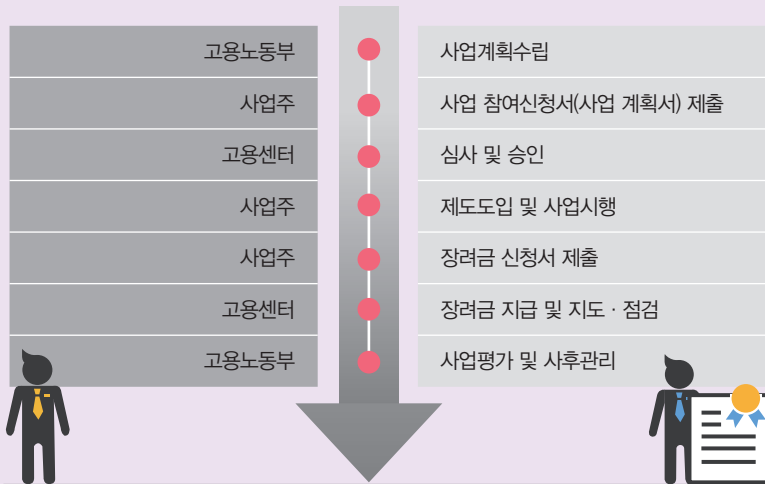 고용노동부 사업계획수립
사업주 사업 참여신청서(사업 계획서) 제출
고용센터 심사 및 승인
사업주 제도도입 및 사업시행
사업주 장려금 신청서 제출
고용센터 장려금 지급 및 지도 · 점검
고용노동부 사업평가 및 사후관리